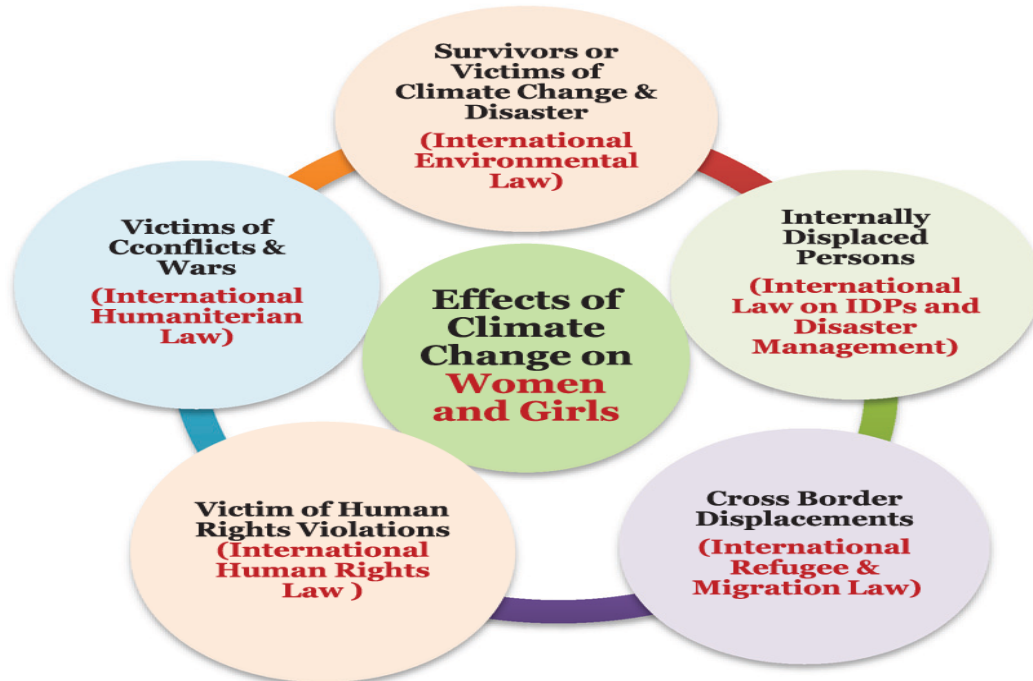 Survivors or
Victims of
Climate Change &
Disaster
(International
Environmental
Law)
Internally
Displaced
Persons
(International
Law on IDPs and
Disaster
Management)
Cross Border
Displacements
(International
Refugee &
Migration Law)
Victim of Human
Rights Violations
(International
Human Rights
Law )
Victims of
Cconflicts &
Wars
(International
Humaniterian
Law)
Effects of
Climate
Change on
Women
and Girls